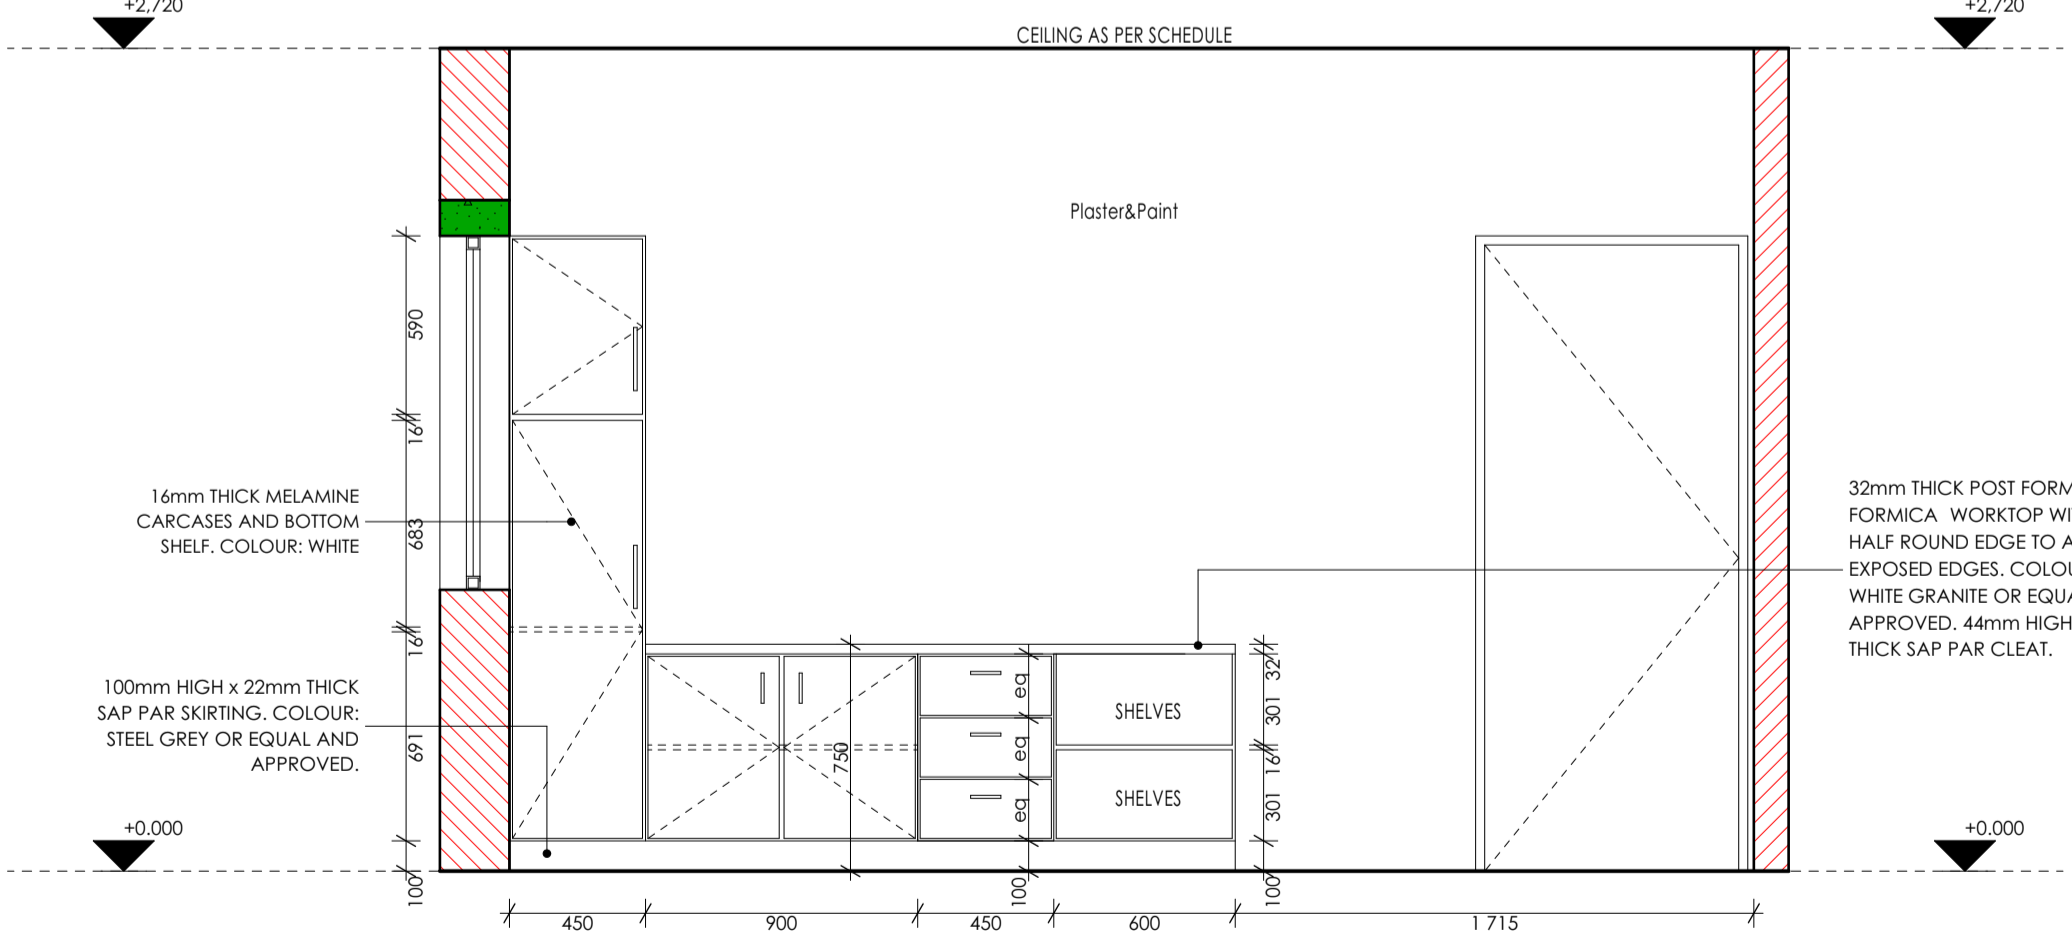 +2,720
+2,720
CEILING AS PER SCHEDULE
Plaster&Paint
590
16
683
16
691
100
16mm THICK MELAMINE
CARCASES AND BOTTOM
SHELF. COLOUR: WHITE
100mm HIGH x 22mm THICK
SAP PAR SKIRTING. COLOUR:
STEEL GREY OR EQUAL AND
APPROVED.
32mm THICK POST FORM
FORMICA WORKTOP WI
HALF ROUND EDGE TO A
EXPOSED EDGES. COLOU
WHITE GRANITE OR EQUA
APPROVED. 44mm HIGH
THICK SAP PAR CLEAT.
750
eq
eq
eq
100
SHELVES
SHELVES
32
301
16
301
100
+0.000
+0.000
450
900
450
600
1 715